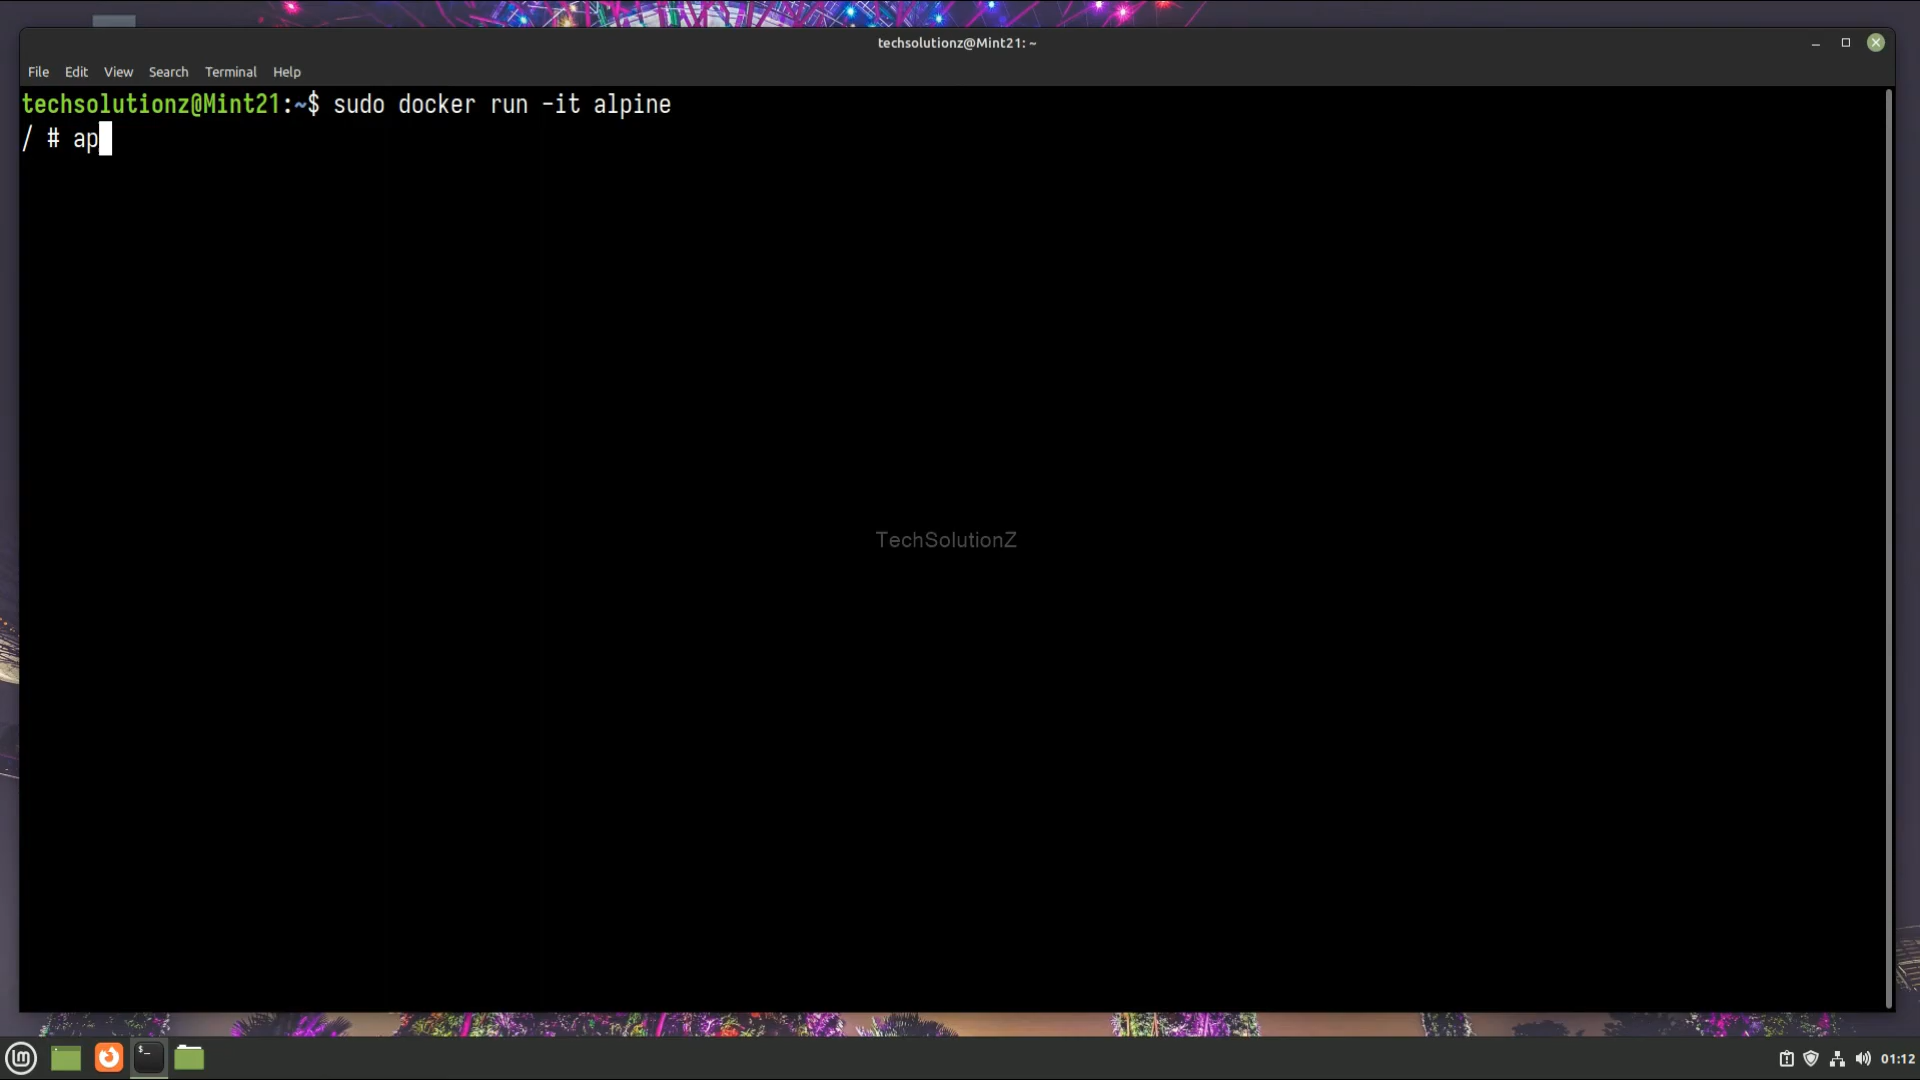 techsolutionz@Mint21: ~
File Edit View Search Terminal Help
techsolutionz@Mint21:~$ sudo docker run -it alpine
/ # ap
TechSolutionZ
01:12